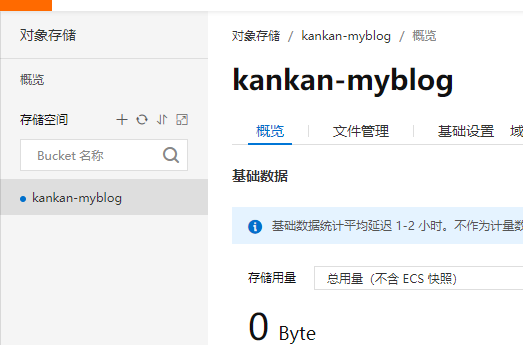 对象存储
概览
存储空间
Bucket 名称
kankan-myblog
对象存储 / kankan-myblog / 概览
kankan-myblog
概览 文件管理 基础设置 域
基础数据
基础数据统计平均延迟 1-2 小时。不作为计量数
存储用量 总用量（不含 ECS 快照）
0 Byte